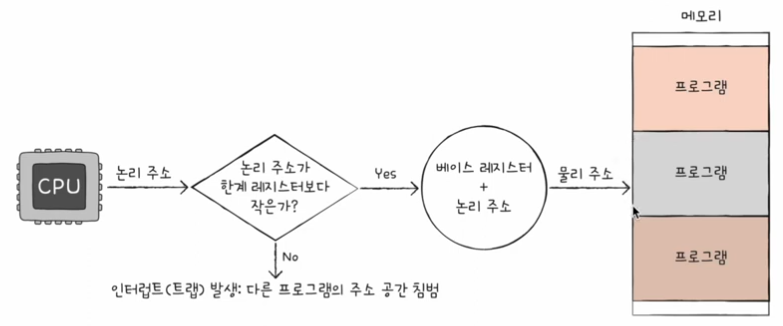 메모리
프로그램
논리 주소
논리 주소가
한계 레지스터보다
작은가?
Yes
베이스 레지스터
+
논리 주소
물리 주소
프로그램
CPU
No
프로그램
인터럽트(트랩) 발생: 다른 프로그램의 주소 공간 침범